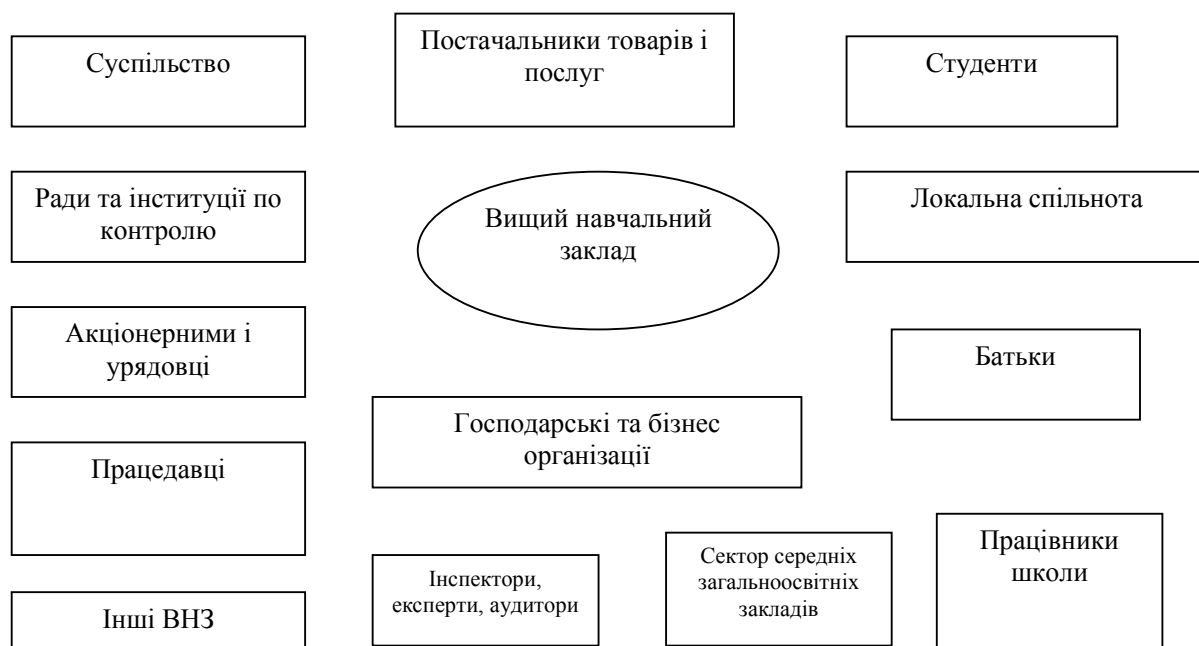 Суспільство
Постачальники товарів і
послуг
Студенти
Ради та інституції по
контролю
Вищий навчальний
заклад
Локальна спільнота
Акціонерними і
урядовці
Батьки
Господарські та бізнес
організації
Працедавці
Працівники
школи
Інспектори,
експерти, аудитори
Сектор середніх
загальноосвітніх
закладів
Інші ВНЗ